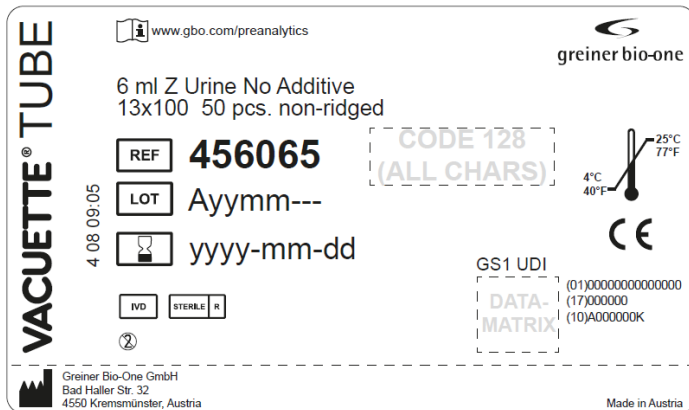 VACUETTE® TUBE
www.gbo.com/preanalytics
greiner bio-one
6 ml Z Urine No Additive
13x100 50 pcs. non-ridged
REF 456065
CODE 128
(ALL CHARS)
25°C
77°F
4°C
40°F
LOT Ayymm---
4 08 09:05
yyyy-mm-dd
CE
GS1 UDI
DATA-
MATRIX
(01)00000000000000
(17)000000
(10)A000000K
IVD
STERILE R
2
Greiner Bio-One GmbH
Bad Haller Str. 32
4550 Kremsmünster, Austria
Made in Austria